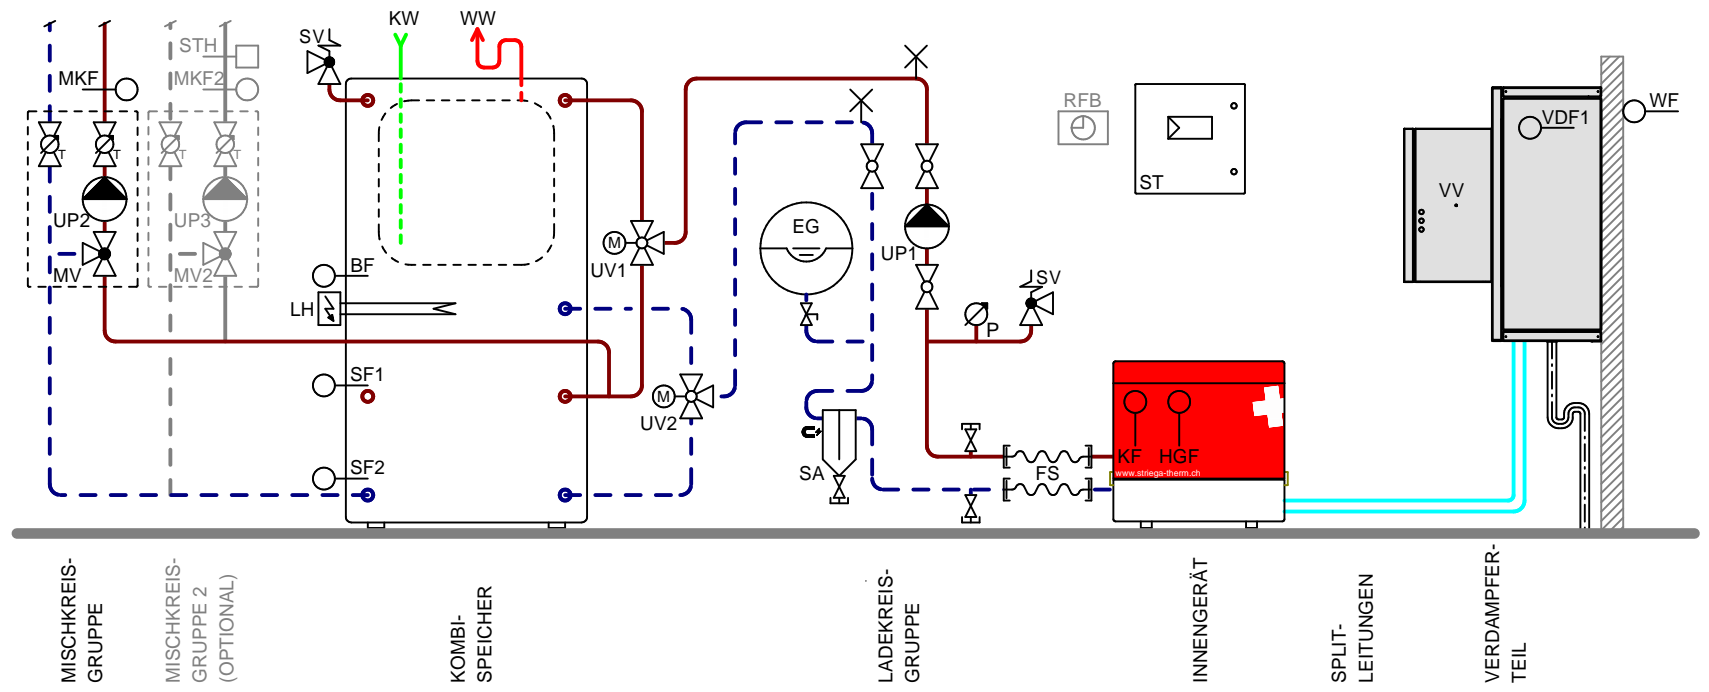 KW
WW
SV
STH
MKF
MKF2
RFB
WF
VDF1
T
T
T
T
ST
VV
UP2
UP3
EG
M
UV1
UP1
BF
MV
MV2
SV
LH
P
SF1
M
UV2
SF2
SA
KF
HGF
FS
www.striega-therm.ch
MISCHKREIS-
GRUPPE
MISCHKREIS-
GRUPPE 2
(OPTIONAL)
KOMBI-
SPEICHER
LADEKREIS-
GRUPPE
INNENGERÄT
SPLIT-
LEITUNGEN
VERDAMPFER-
TEIL